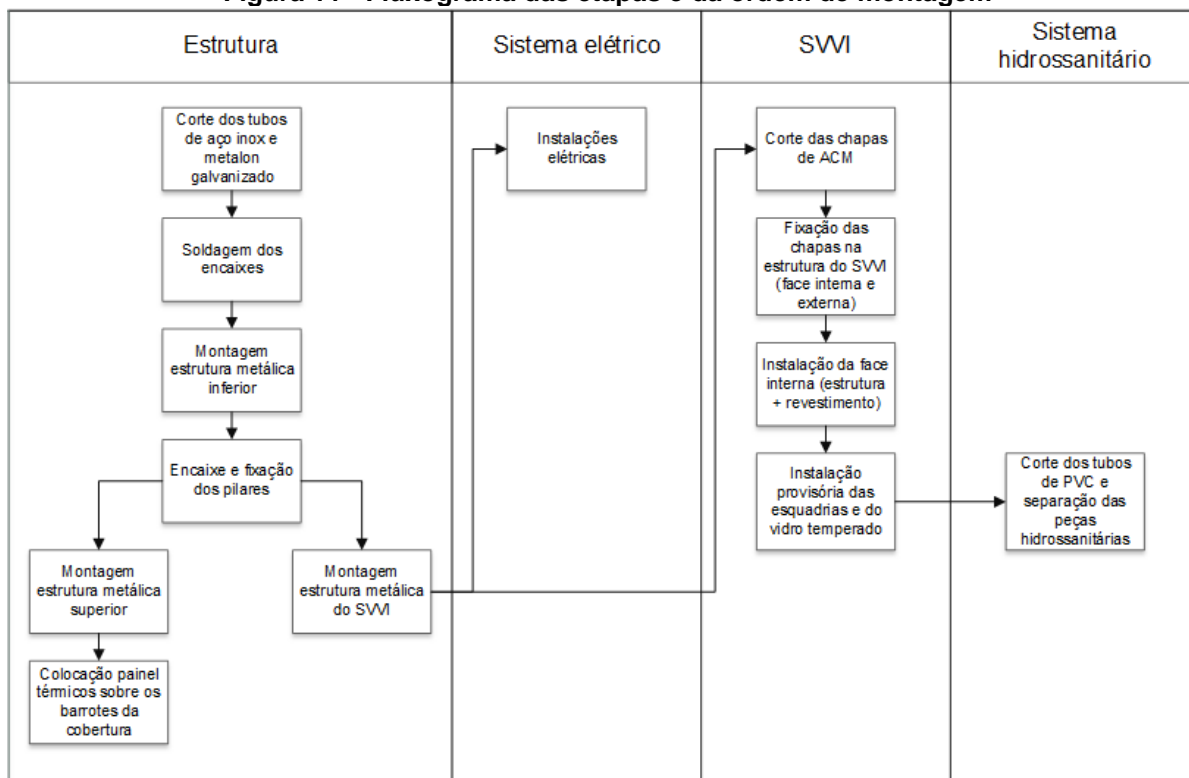 Estrutura
Sistema elétrico
SVVI
Sistema
hidrossanitário
Corte dos tubos
de aço inox e
metalon
galvanizado
Soldagem dos
encaixes
Montagem
estrutura metálica
inferior
Encaixe e fixação
dos pilares
Montagem
estrutura metálica
superior
Colocação painel
térmicos sobre os
barrotes da
cobertura
Montagem
estrutura metálica
do SVVI
Instalações
elétricas
Corte das chapas
de ACM
Fixação das
chapas na
estrutura do SVVI
(face interna e
externa)
Instalação da face
interna (estrutura
+ revestimento)
Instalação
provisória das
esquadrias e do
vidro temperado
Corte dos tubos
de PVC e
separação das
peças
hidrossanitárias